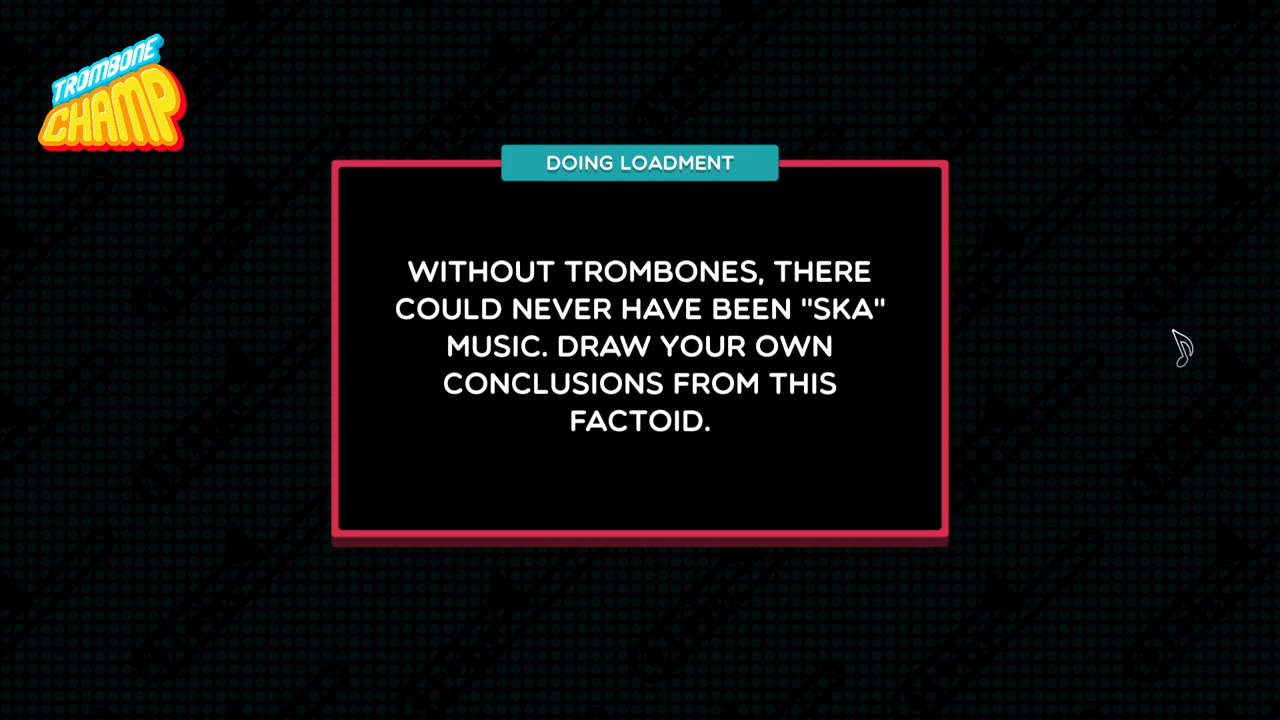 TROMBONE
CHAMP
DOING LOADMENT
WITHOUT TROMBONES, THERE
COULD NEVER HAVE BEEN "SKA"
MUSIC. DRAW YOUR OWN
CONCLUSIONS FROM THIS
FACTOID.